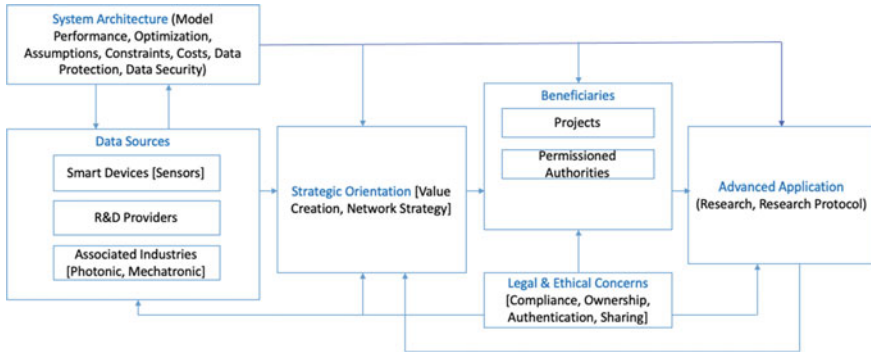 System Architecture (Model
Performance, Optimization,
Assumptions, Constraints, Costs, Data
Protection, Data Security)
Data Sources
Smart Devices [Sensors]
R&D Providers
Associated Industries
[Photonic, Mechatronic]
Strategic Orientation [Value
Creation, Network Strategy]
Beneficiaries
Projects
Permissioned
Authorities
Legal & Ethical Concerns
[Compliance, Ownership,
Authentication, Sharing]
Advanced Application
(Research, Research Protocol)